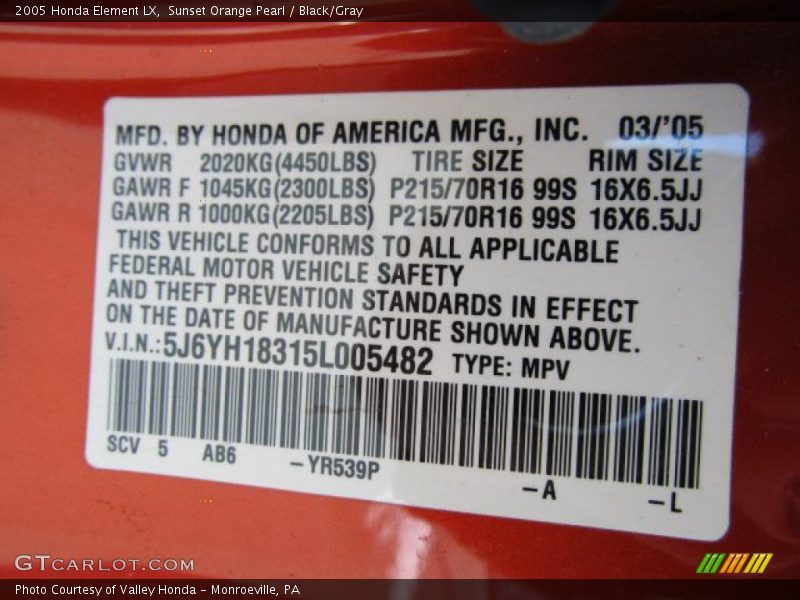 2005 Honda Element LX, Sunset Orange Pearl / Black/Gray
MFD. BY HONDA OF AMERICA MFG., INC. 03/'05
GVWR 2020KG(4450LBS) TIRE SIZE RIM SIZE
GAWR F 1045KG(2300LBS) P215/70R16 99S 16X6.5JJ
GAWR R 1000KG(2205LBS) P215/70R16 99S 16X6.5JJ
THIS VEHICLE CONFORMS TO ALL APPLICABLE
FEDERAL MOTOR VEHICLE SAFETY
AND THEFT PREVENTION STANDARDS IN EFFECT
ON THE DATE OF MANUFACTURE SHOWN ABOVE.
V.I.N.:5J6YH18315L005482 TYPE: MPV
SCV 5 AB6 -YR539P -A -L
GTCARLOT.COM
Photo Courtesy of Valley Honda - Monroeville, PA